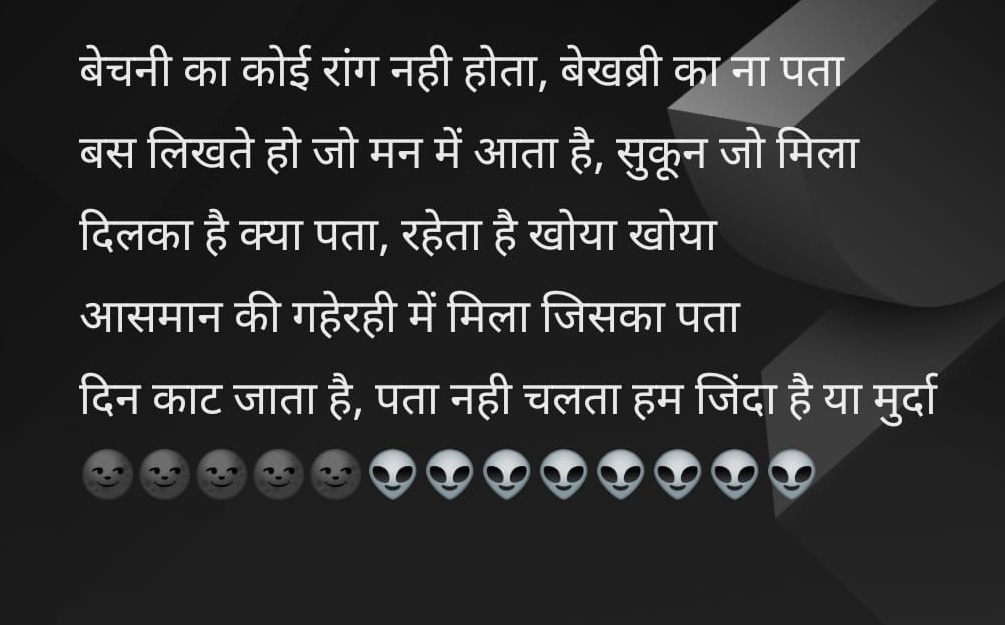 बेचनी का कोई रांग नही होता, बेखब्री का ना पता
बस लिखते हो जो मन में आता है, सुकून जो मिला
दिलका है क्या पता, रहेता है खोया खोया
आसमान की गहेरही में मिला जिसका पता
दिन काट जाता है, पता नही चलता हम जिंदा है या मुर्दा
🌚🌚🌚🌚🌚👽👽👽👽👽👽👽👽